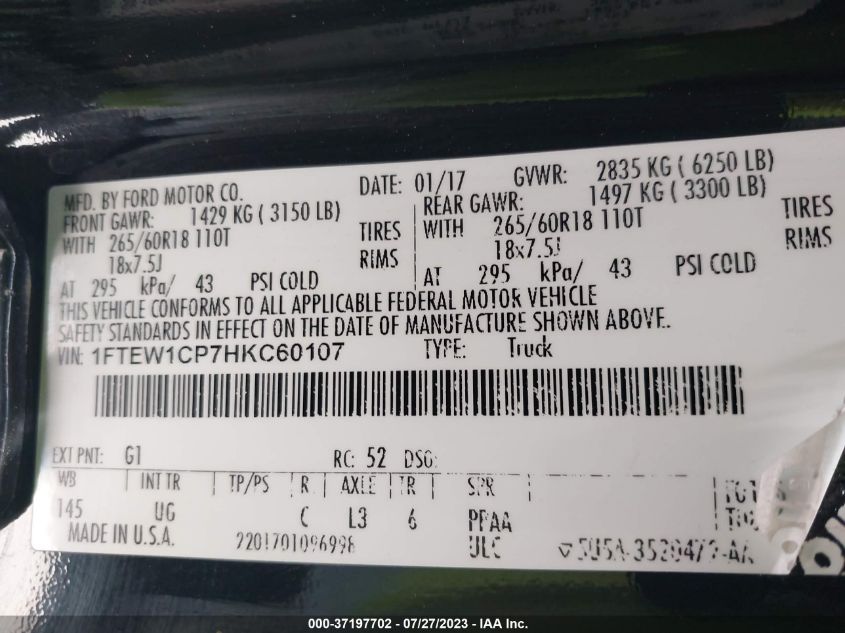 MFD. BY FORD MOTOR CO.
DATE: 01/17
GVWR: 2835 KG ( 6250 LB)
FRONT GAWR: 1429 KG ( 3150 LB)
REAR GAWR: 1497 KG ( 3300 LB)
WITH 265/60R18 110T TIRES
WITH 265/60R18 110T TIRES
18x7.5J RIMS
18x7.5J RIMS
AT 295 kPa/ 43 PSI COLD
AT 295 kPa/ 43 PSI COLD
THIS VEHICLE CONFORMS TO ALL APPLICABLE FEDERAL MOTOR VEHICLE
SAFETY STANDARDS IN EFFECT ON THE DATE OF MANUFACTURE SHOWN ABOVE.
VIN: 1FTEW1CP7HKC60107
TYPE: Truck
EXT PNT: G1 RC: 52 DSO:
WB INT TR TP/PS R AXLE TR SPR
145 UG C L3 6 PFAA
MADE IN U.S.A. 2201701096998 ULC
000-37197702 / 07/27/2023 - IAA Inc.